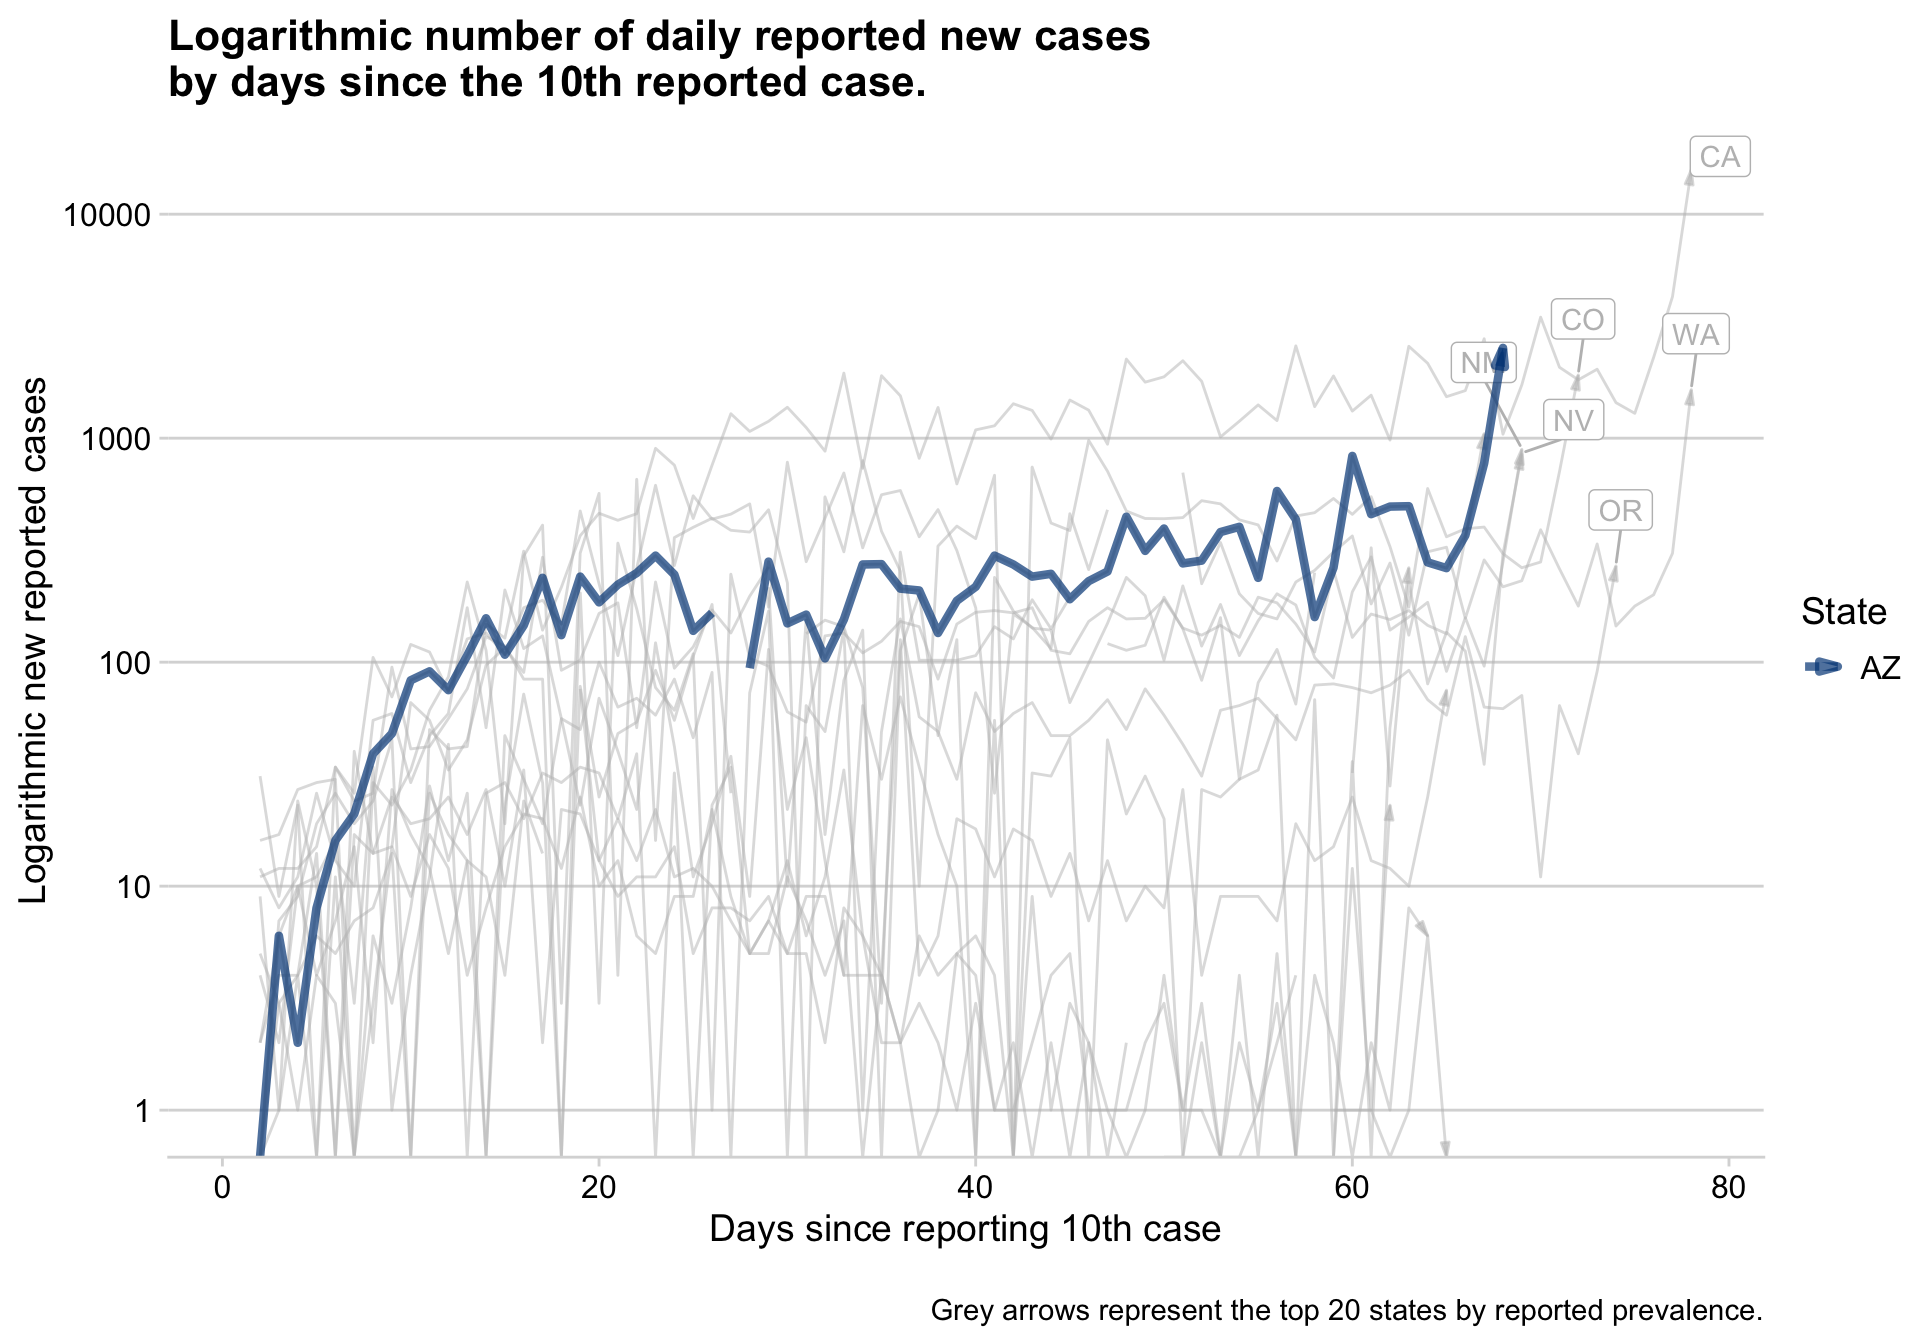 Logarithmic number of daily reported new cases
by days since the 10th reported case.
CA
10000
CO
WA
NM
NV
1000
OR
State
AZ
100
10
1
Logarithmic new reported cases
0 20 40 60 80
Days since reporting 10th case
Grey arrows represent the top 20 states by reported prevalence.